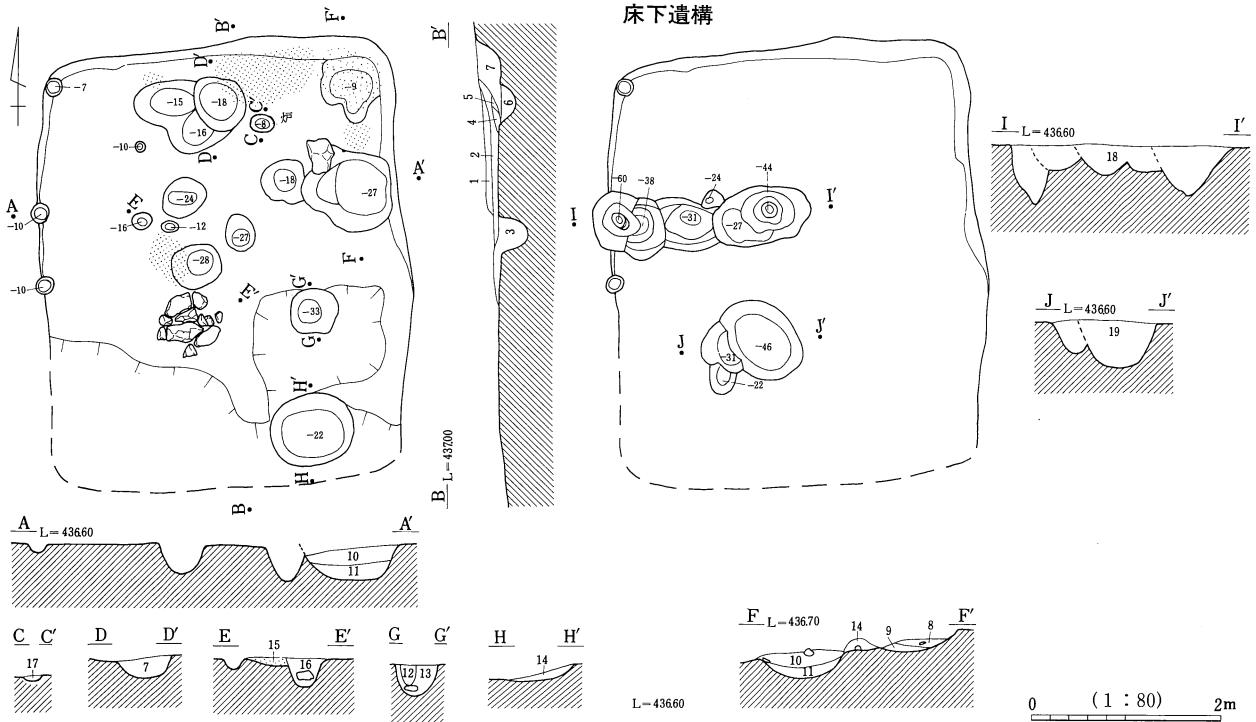 床下遺構
B′
F′
D′
-7
-15
-18
-9
C′
-8
炉
-16
C
-10
D
-18
A′
-27
-24
A
E
-10
-16
-12
-27
F
-28
-10
E′
G′
-33
G
H′
-22
H
B
B′
7
5
6
4
2
1
3
B L=437.00
-60
-38
-24
-44
I
-31
-27
I′
J
J′
-31
-46
-22
I L=436.60 I′
18
J L=436.60 J′
19
A L=436.60 A′
10
11
C C′
17
D D′
7
E E′
15
16
G G′
12 13
H H′
14
L=436.60
F L=436.70 F′
14
9
8
10
11
0 (1:80) 2m